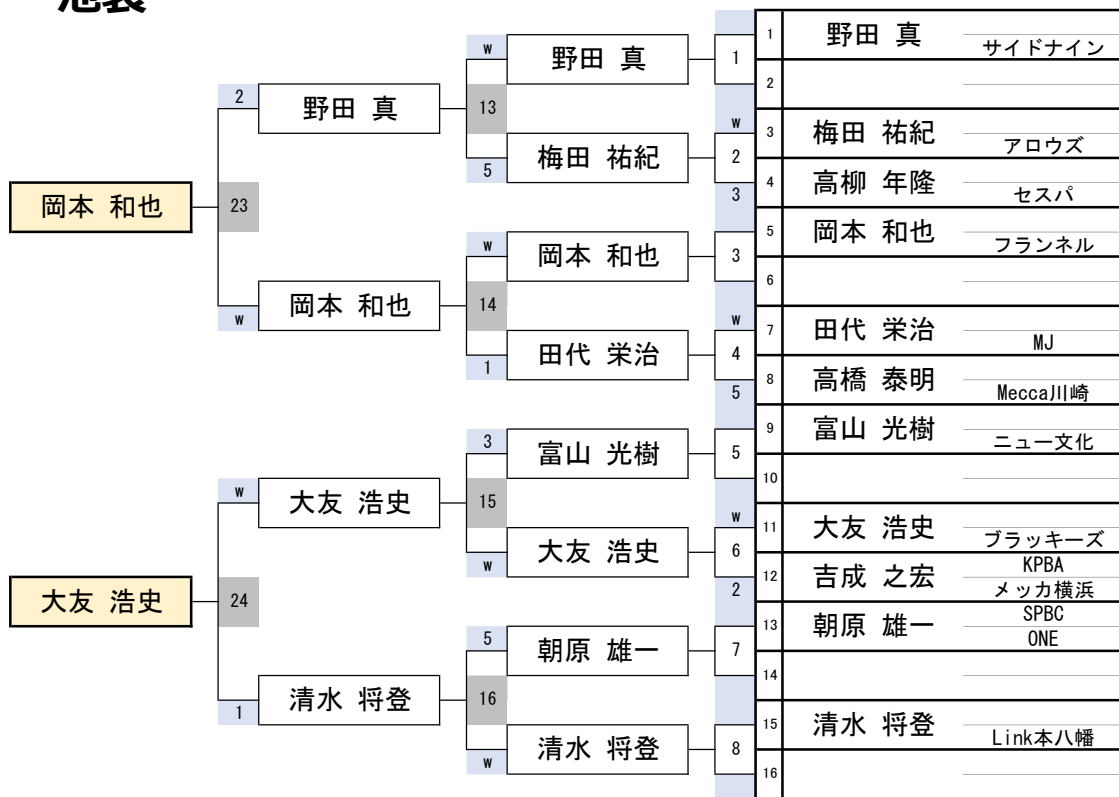 池袋
1 野田 真 サイドナイン
W 野田 真 1
2
2 野田 真 13
W 3 梅田 祐紀 アロウズ
5 梅田 祐紀 2
3 4 高柳 年隆 セスパ
岡本 和也 23
5 岡本 和也 フランネル
W 岡本 和也 3
6
W 岡本 和也 14
W 7 田代 栄治 MJ
1 田代 栄治 4
5 8 高橋 泰明 Mecca川崎
9 富山 光樹 ニュー文化
3 富山 光樹 5
10
W 大友 浩史 15
W 11 大友 浩史 ブラッキーズ
W 大友 浩史 6
2 12 吉成 之宏 KPBA
メッカ横浜
大友 浩史 24
13 朝原 雄一 SPBC
ONE
5 朝原 雄一 7
14
1 清水 将登 16
15 清水 将登 Link本八幡
W 清水 将登 8
16